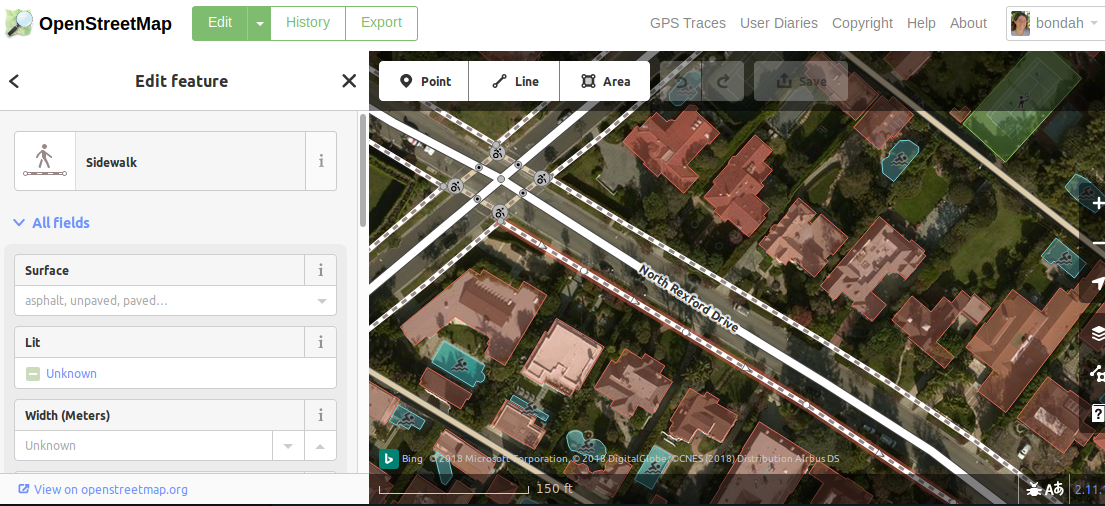 OpenStreetMap
Edit
History
Export
GPS Traces
User Diaries
Copyright
Help
About
bondah
Edit feature
Point
Line
Area
Save
Sidewalk
i
All fields
Surface
i
asphalt, unpaved, paved...
Lit
i
Unknown
Width (Meters)
i
Unknown
View on openstreetmap.org
North Rexford Drive
Bing © 2018 Microsoft Corporation, © 2018 DigitalGlobe, ©CNES (2018) Distribution Airbus DS
150 ft
2.11.